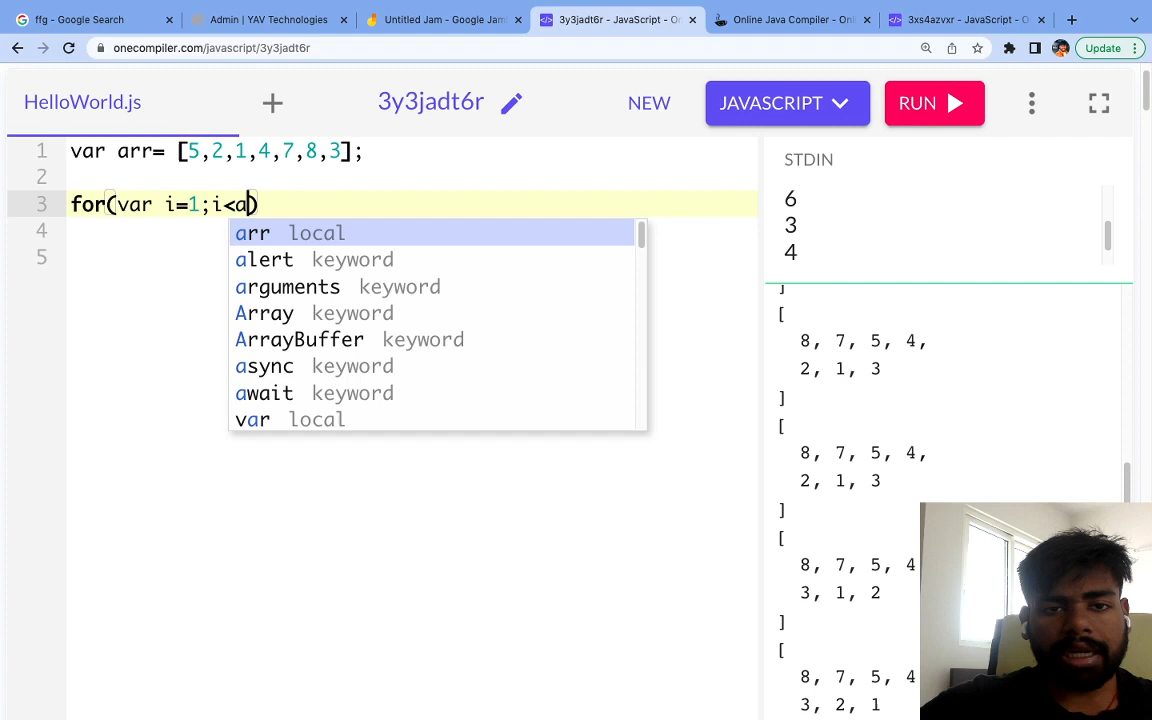 ffg - Google Search
Admin | YAV Technologies
Untitled Jam - Google Jam
3y3jadt6r - JavaScript - On
Online Java Compiler - Onl
3xs4azvxr - JavaScript - O
onecompiler.com/javascript/3y3jadt6r
Update
HelloWorld.js
3y3jadt6r
NEW
JAVASCRIPT
RUN
1 var arr= [5,2,1,4,7,8,3];
2
3 for(var i=1;i<a)
4
5
arr local
alert keyword
arguments keyword
Array keyword
ArrayBuffer keyword
async keyword
await keyword
var local
STDIN
6
3
4
]
[
8, 7, 5, 4,
2, 1, 3
]
[
8, 7, 5, 4,
2, 1, 3
]
[
8, 7, 5, 4
3, 1, 2
]
[
8, 7, 5, 4
3, 2, 1